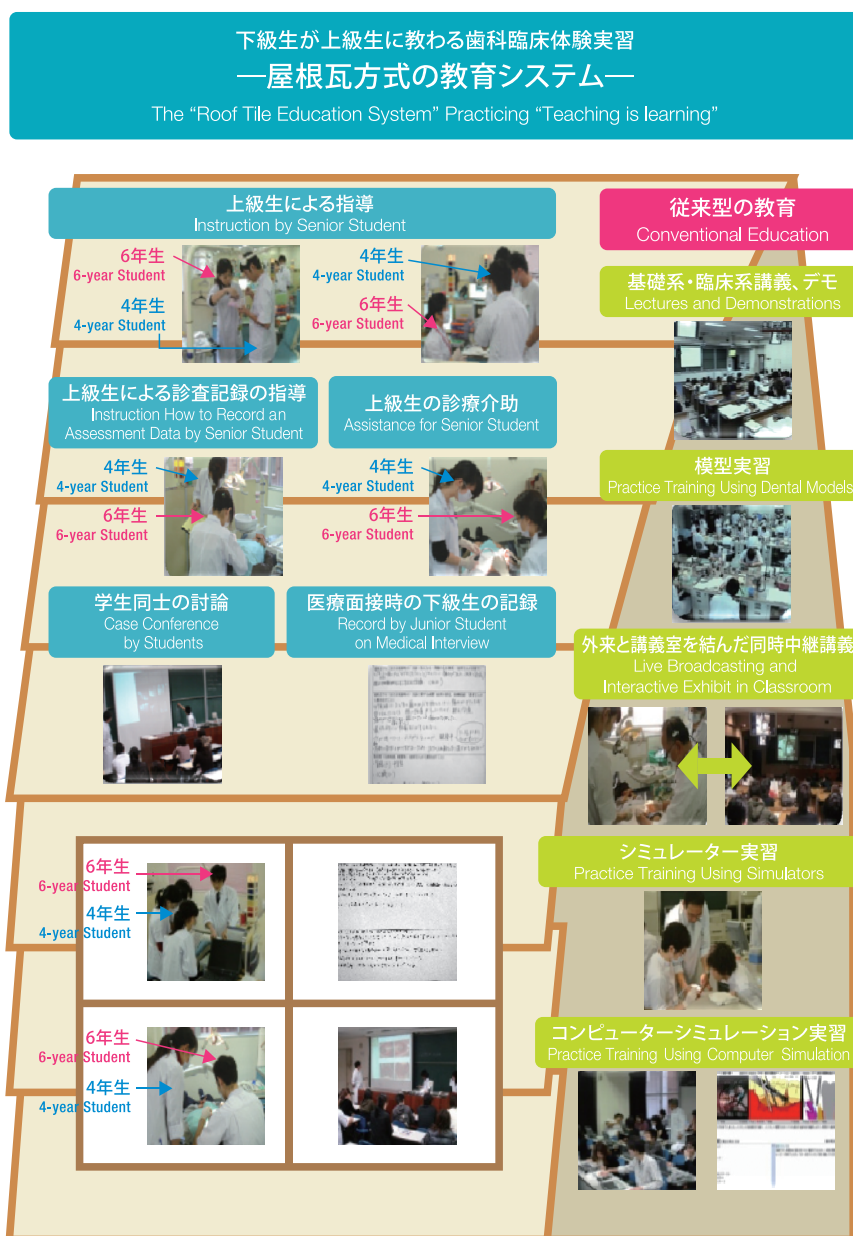 下級生が上級生に教わる歯科臨床体験実習
―屋根瓦方式の教育システム―
The “Roof Tile Education System” Practicing “Teaching is learning”
上級生による指導
Instruction by Senior Student
6年生
6-year Student
4年生
4-year Student
4年生
4-year Student
6年生
6-year Student
上級生による診査記録の指導
Instruction How to Record an
Assessment Data by Senior Student
4年生
4-year Student
6年生
6-year Student
上級生の診療介助
Assistance for Senior Student
4年生
4-year Student
6年生
6-year Student
学生同士の討論
Case Conference
by Students
医療面接時の下級生の記録
Record by Junior Student
on Medical Interview
6年生
6-year Student
4年生
4-year Student
6年生
6-year Student
4年生
4-year Student
従来型の教育
Conventional Education
基礎系・臨床系講義、デモ
Lectures and Demonstrations
模型実習
Practice Training Using Dental Models
外来と講義室を結んだ同時中継講義
Live Broadcasting and
Interactive Exhibit in Classroom
シミュレーター実習
Practice Training Using Simulators
コンピューターシミュレーション実習
Practice Training Using Computer Simulation